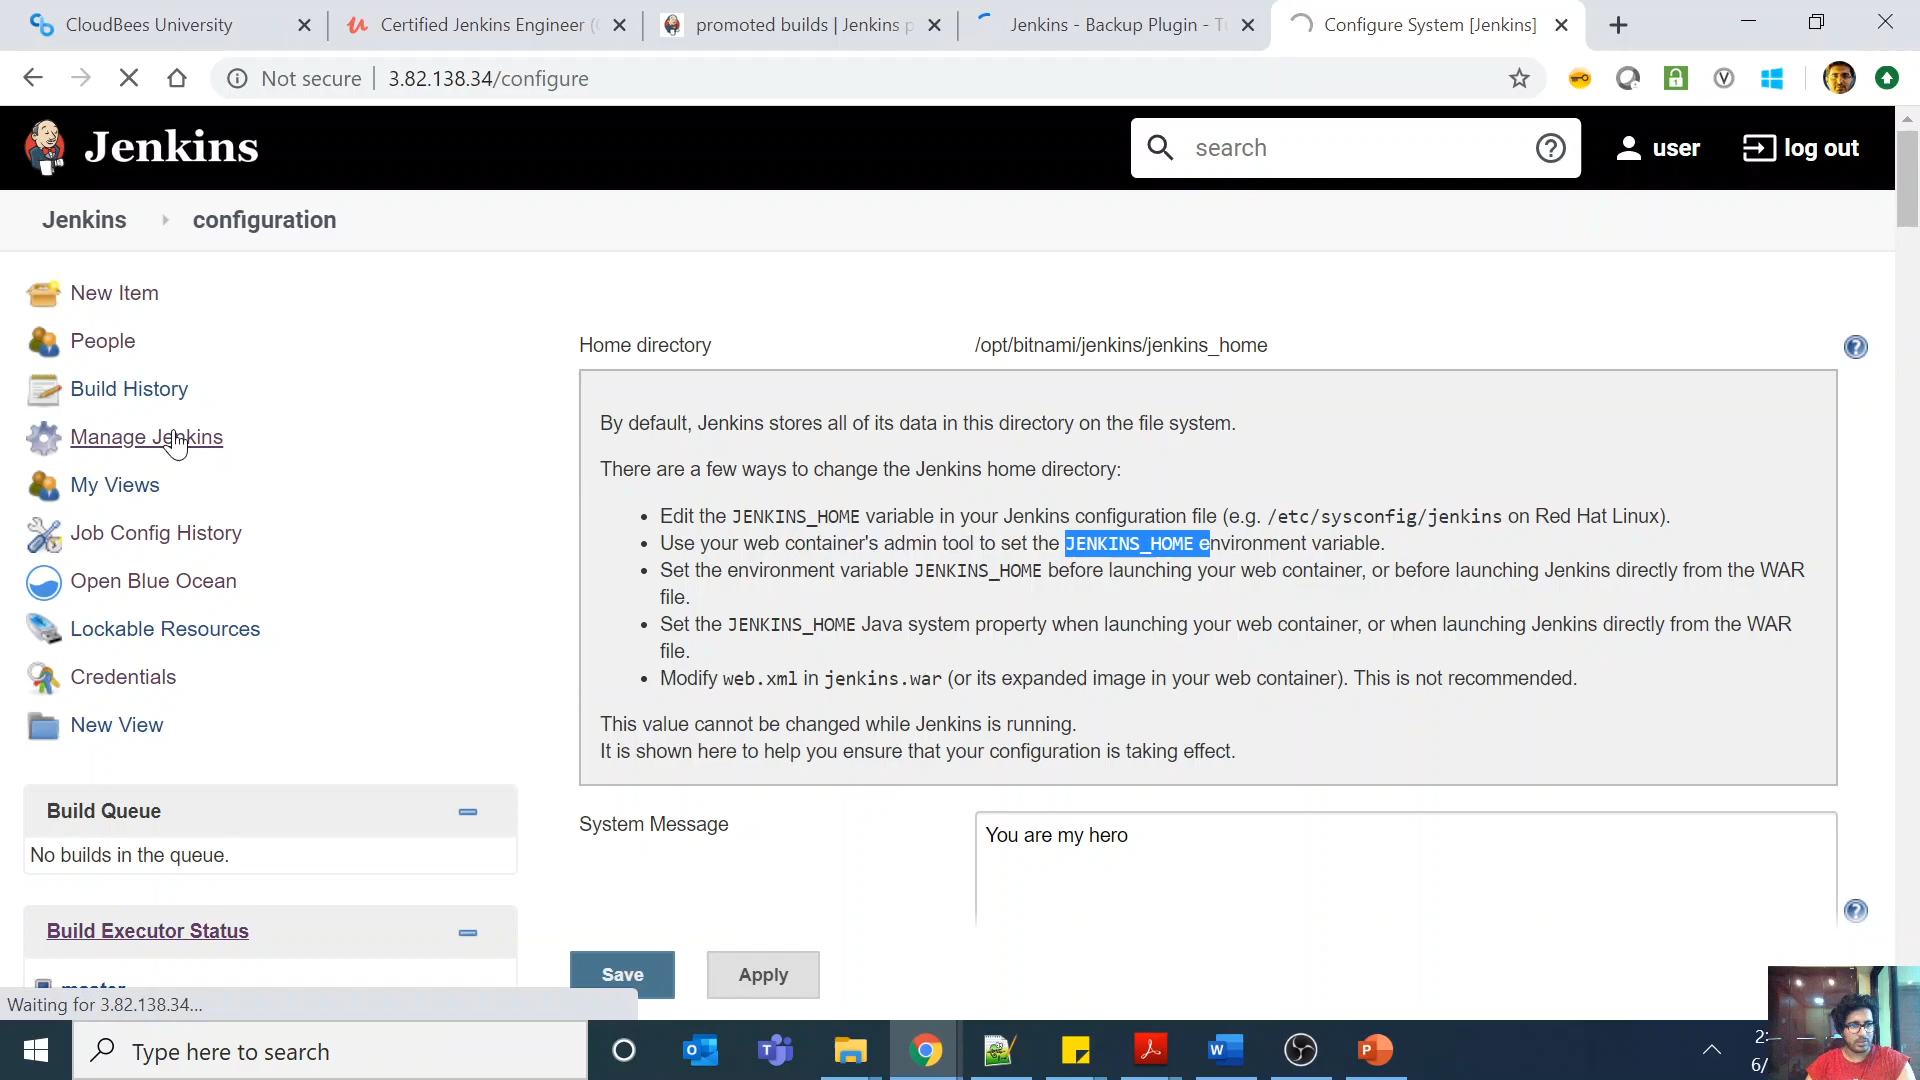 CloudBees University
Certified Jenkins Engineer (
promoted builds | Jenkins p
Jenkins - Backup Plugin - Tu
Configure System [Jenkins]
Not secure | 3.82.138.34/configure
Jenkins
search
user
log out
Jenkins
configuration
New Item
People
Build History
Manage Jenkins
My Views
Job Config History
Open Blue Ocean
Lockable Resources
Credentials
New View
Build Queue
No builds in the queue.
Build Executor Status
master
Waiting for 3.82.138.34...
Home directory
/opt/bitnami/jenkins/jenkins_home
By default, Jenkins stores all of its data in this directory on the file system.
There are a few ways to change the Jenkins home directory:
• Edit the JENKINS_HOME variable in your Jenkins configuration file (e.g. /etc/sysconfig/jenkins on Red Hat Linux).
• Use your web container's admin tool to set the JENKINS_HOME environment variable.
• Set the environment variable JENKINS_HOME before launching your web container, or before launching Jenkins directly from the WAR
file.
• Set the JENKINS_HOME Java system property when launching your web container, or when launching Jenkins directly from the WAR
file.
• Modify web.xml in jenkins.war (or its expanded image in your web container). This is not recommended.
This value cannot be changed while Jenkins is running.
It is shown here to help you ensure that your configuration is taking effect.
System Message
You are my hero
Save
Apply
Type here to search
2:
6/